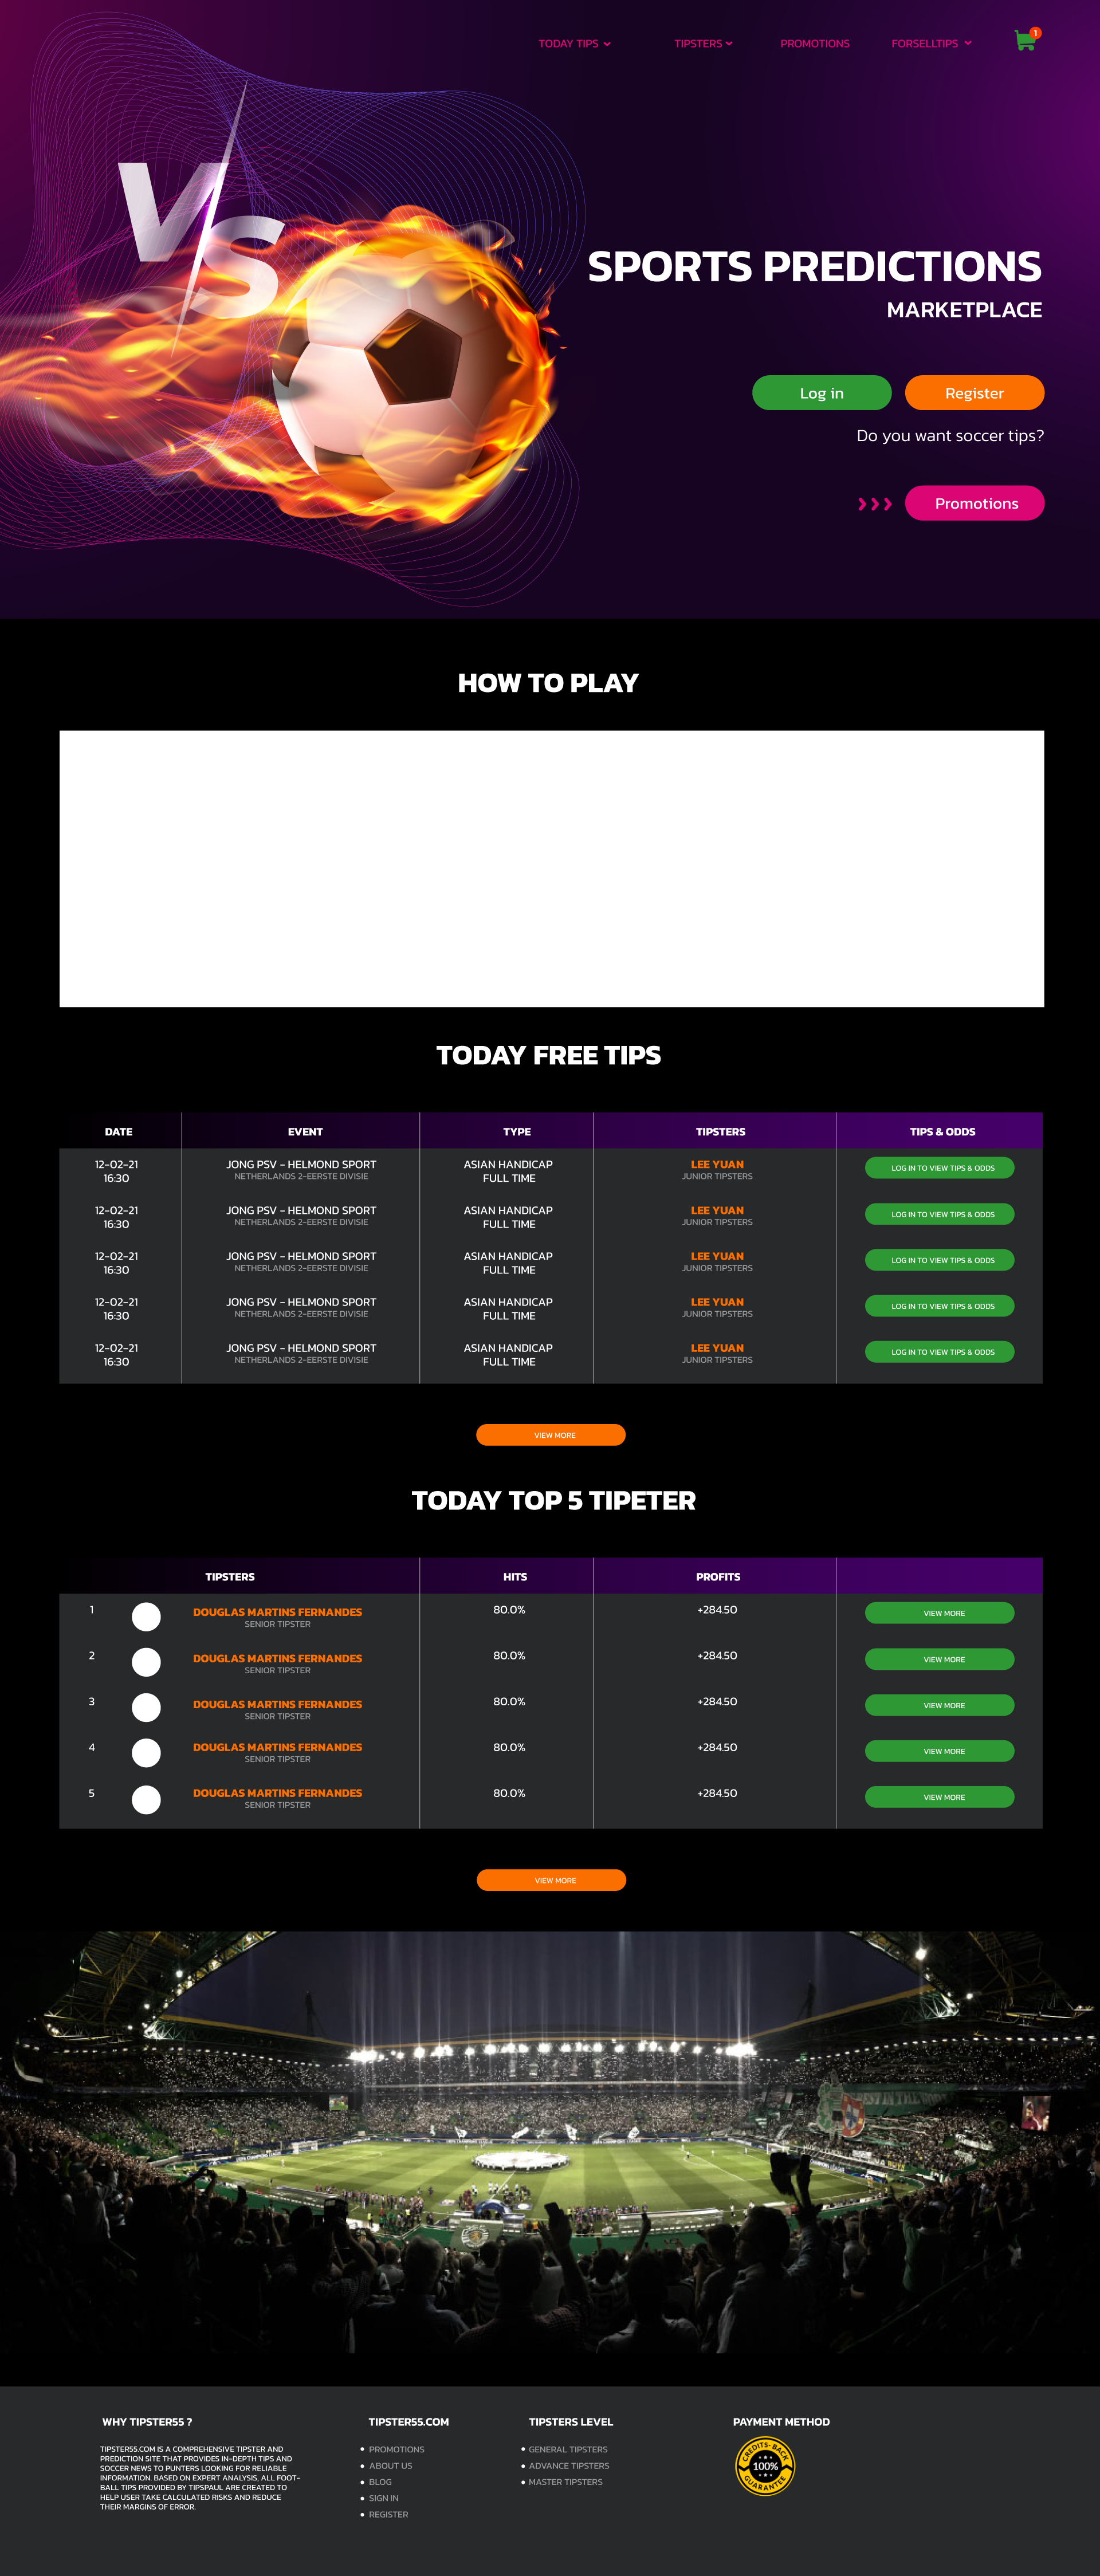 TODAY TIPS TIPSTERS PROMOTIONS FORSELLTIPS 1
VS
SPORTS PREDICTIONS
MARKETPLACE
Log in Register
Do you want soccer tips?
Promotions
HOW TO PLAY
TODAY FREE TIPS
DATE EVENT TYPE TIPSTERS TIPS & ODDS
12-02-21 JONG PSV - HELMOND SPORT ASIAN HANDICAP LEE YUAN LOG IN TO VIEW TIPS & ODDS
16:30 NETHERLANDS 2-EERSTE DIVISIE FULL TIME JUNIOR TIPSTERS
12-02-21 JONG PSV - HELMOND SPORT ASIAN HANDICAP LEE YUAN LOG IN TO VIEW TIPS & ODDS
16:30 NETHERLANDS 2-EERSTE DIVISIE FULL TIME JUNIOR TIPSTERS
12-02-21 JONG PSV - HELMOND SPORT ASIAN HANDICAP LEE YUAN LOG IN TO VIEW TIPS & ODDS
16:30 NETHERLANDS 2-EERSTE DIVISIE FULL TIME JUNIOR TIPSTERS
12-02-21 JONG PSV - HELMOND SPORT ASIAN HANDICAP LEE YUAN LOG IN TO VIEW TIPS & ODDS
16:30 NETHERLANDS 2-EERSTE DIVISIE FULL TIME JUNIOR TIPSTERS
12-02-21 JONG PSV - HELMOND SPORT ASIAN HANDICAP LEE YUAN LOG IN TO VIEW TIPS & ODDS
16:30 NETHERLANDS 2-EERSTE DIVISIE FULL TIME JUNIOR TIPSTERS
VIEW MORE
TODAY TOP 5 TIPETER
TIPSTERS HITS PROFITS
1 DOUGLAS MARTINS FERNANDES 80.0% +284.50 VIEW MORE
SENIOR TIPSTER
2 DOUGLAS MARTINS FERNANDES 80.0% +284.50 VIEW MORE
SENIOR TIPSTER
3 DOUGLAS MARTINS FERNANDES 80.0% +284.50 VIEW MORE
SENIOR TIPSTER
4 DOUGLAS MARTINS FERNANDES 80.0% +284.50 VIEW MORE
SENIOR TIPSTER
5 DOUGLAS MARTINS FERNANDES 80.0% +284.50 VIEW MORE
SENIOR TIPSTER
VIEW MORE
WHY TIPSTER55 ?
TIPSTER55.COM IS A COMPREHENSIVE TIPSTER AND
PREDICTION SITE THAT PROVIDES IN-DEPTH TIPS AND
SOCCER NEWS TO PUNTERS LOOKING FOR RELIABLE
INFORMATION. BASED ON EXPERT ANALYSIS, ALL FOOT-
BALL TIPS PROVIDED BY TIPSPAUL ARE CREATED TO
HELP USER TAKE CALCULATED RISKS AND REDUCE
THEIR MARGINS OF ERROR.
TIPSTER55.COM
PROMOTIONS
ABOUT US
BLOG
SIGN IN
REGISTER
TIPSTERS LEVEL
GENERAL TIPSTERS
ADVANCE TIPSTERS
MASTER TIPSTERS
PAYMENT METHOD
CREDITS-BACK
100%
GUARANTEE